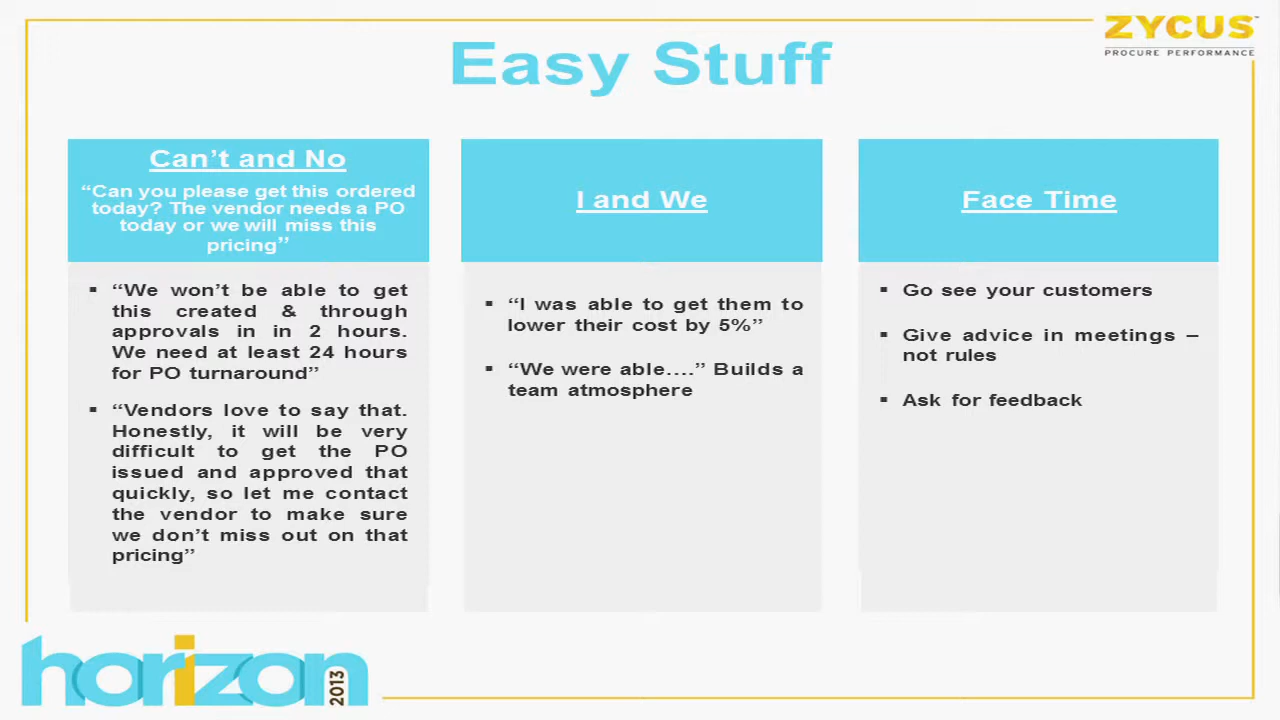 ZYCUS
PROCURE PERFORMANCE
Easy Stuff
Can’t and No
“Can you please get this ordered
today? The vendor needs a PO
today or we will miss this
pricing”
▪ “We won’t be able to get
this created & through
approvals in in 2 hours.
We need at least 24 hours
for PO turnaround”
▪ “Vendors love to say that.
Honestly, it will be very
difficult to get the PO
issued and approved that
quickly, so let me contact
the vendor to make sure
we don’t miss out on that
pricing”
I and We
▪ “I was able to get them to
lower their cost by 5%”
▪ “We were able….” Builds a
team atmosphere
Face Time
▪ Go see your customers
▪ Give advice in meetings –
not rules
▪ Ask for feedback
horizon
2013